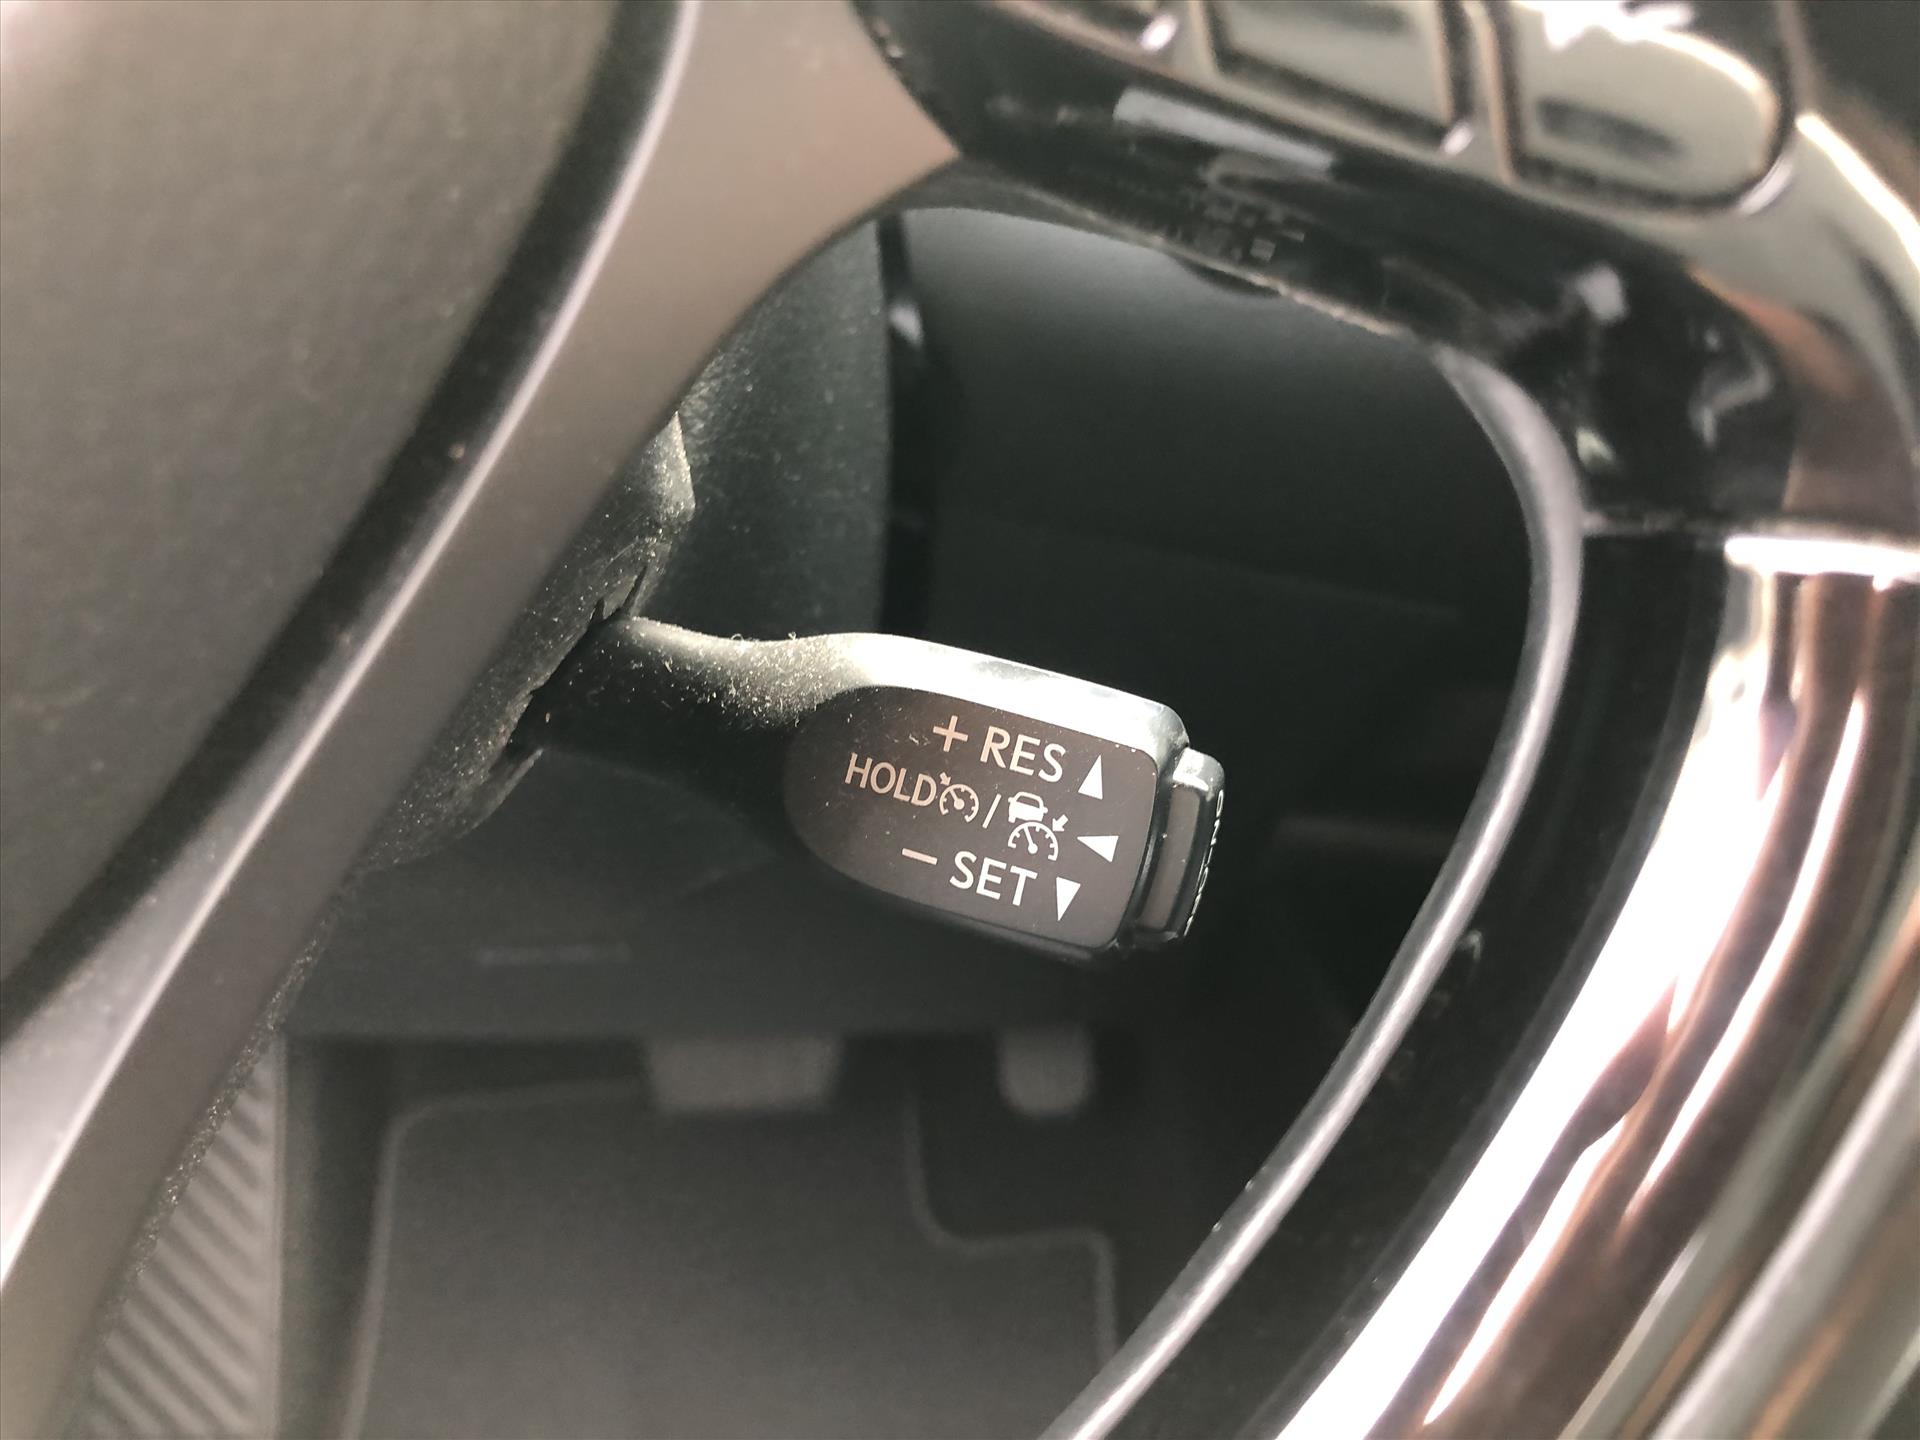 + RES ▲
HOLD / ◀
− SET ▼